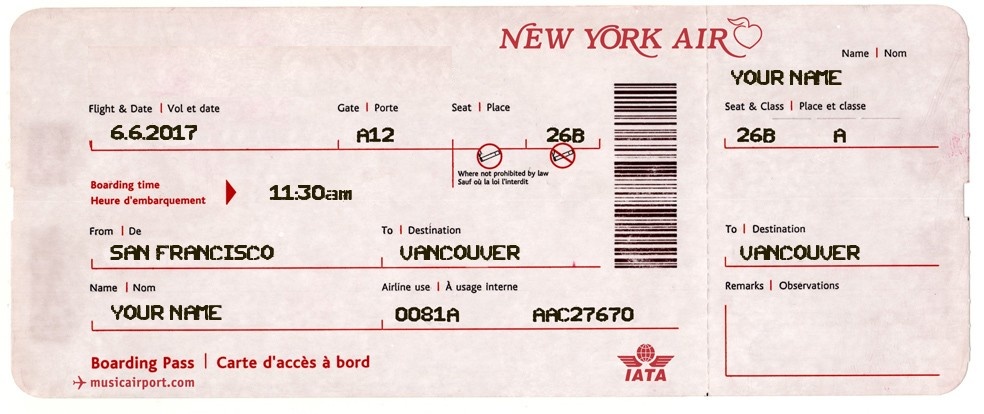 NEW YORK AIR
Name | Nom
YOUR NAME
Flight & Date | Vol et date
Gate | Porte
Seat | Place
Seat & Class | Place et classe
6.6.2017
A12
26B
26B A
Where not prohibited by law
Sauf où la loi l'interdit
Boarding time
Heure d'embarquement
11:30am
From | De
To | Destination
To | Destination
SAN FRANCISCO
VANCOUVER
VANCOUVER
Name | Nom
Airline use | À usage interne
Remarks | Observations
YOUR NAME
0081A
AAC27670
Boarding Pass | Carte d'accès à bord
musicairport.com
IATA